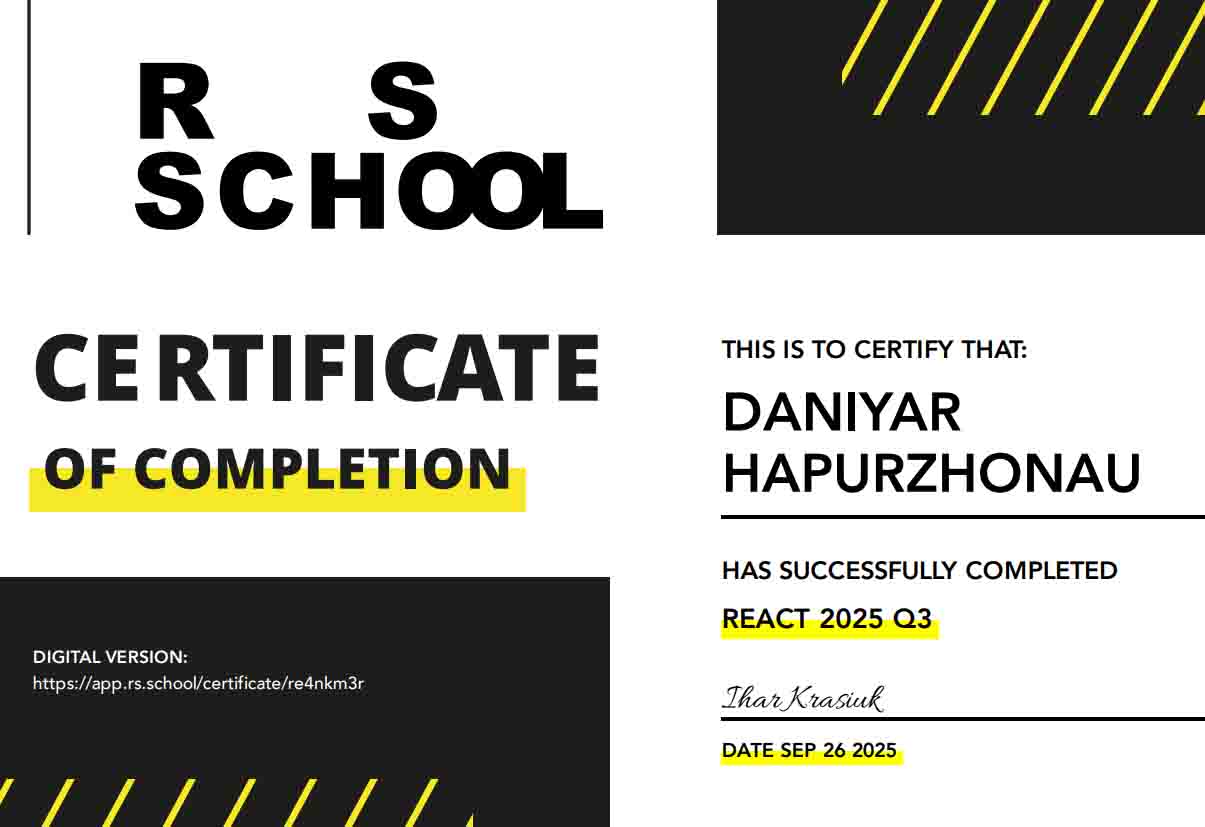 R S
SCHOOL
CERTIFICATE
OF COMPLETION
DIGITAL VERSION:
https://app.rs.school/certificate/re4nkm3r
THIS IS TO CERTIFY THAT:
DANIYAR
HAPURZHONAU
HAS SUCCESSFULLY COMPLETED
REACT 2025 Q3
Ihar Krasiuk
DATE SEP 26 2025